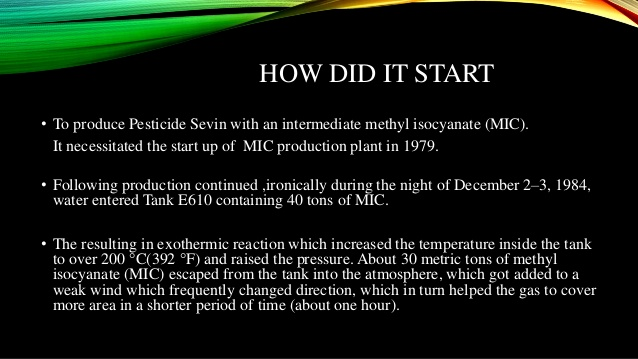 HOW DID IT START
• To produce Pesticide Sevin with an intermediate methyl isocyanate (MIC).
It necessitated the start up of MIC production plant in 1979.
• Following production continued ,ironically during the night of December 2–3, 1984,
water entered Tank E610 containing 40 tons of MIC.
• The resulting in exothermic reaction which increased the temperature inside the tank
to over 200 °C(392 °F) and raised the pressure. About 30 metric tons of methyl
isocyanate (MIC) escaped from the tank into the atmosphere, which got added to a
weak wind which frequently changed direction, which in turn helped the gas to cover
more area in a shorter period of time (about one hour).